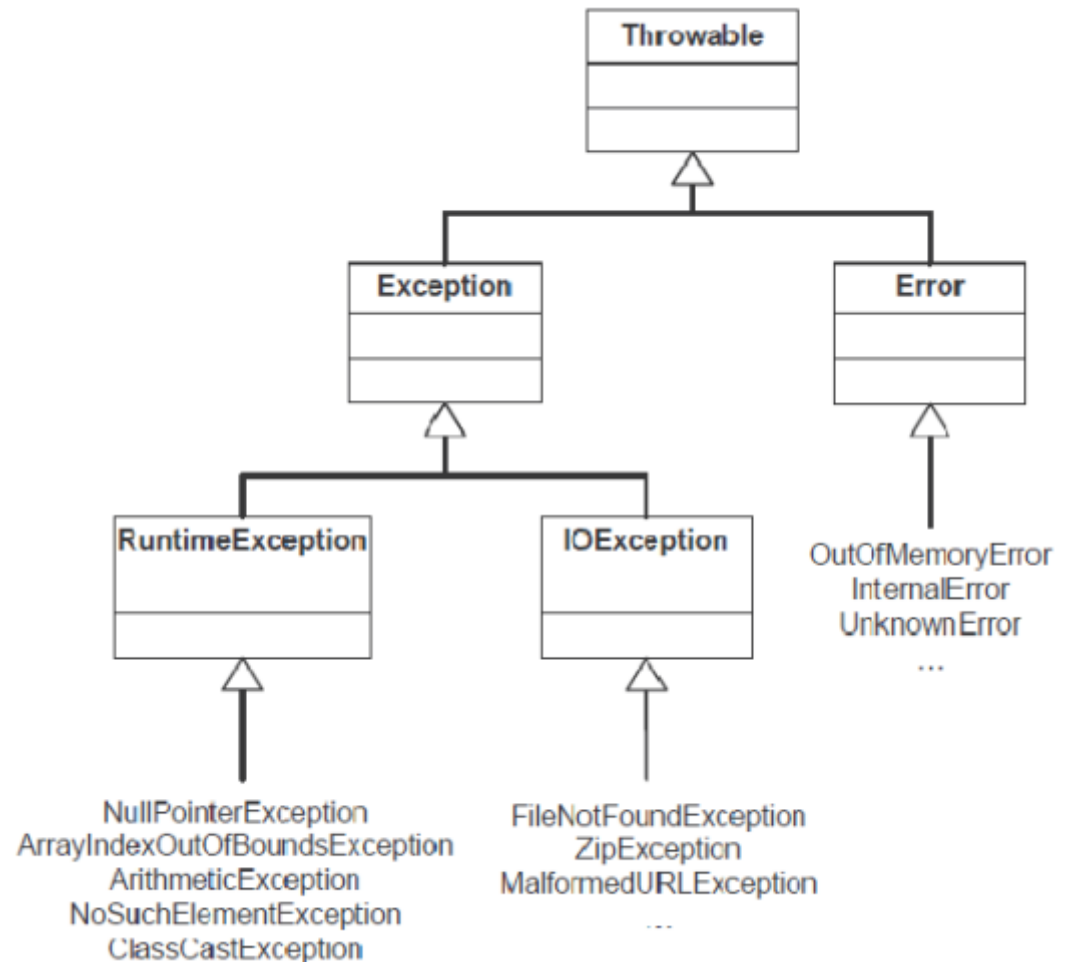 Throwable
Exception
Error
RuntimeException
IOException
OutOfMemoryError
InternalError
UnknownError
...
NullPointerException
ArrayIndexOutOfBoundsException
ArithmeticException
NoSuchElementException
ClassCastException
FileNotFoundException
ZipException
MalformedURLException
...